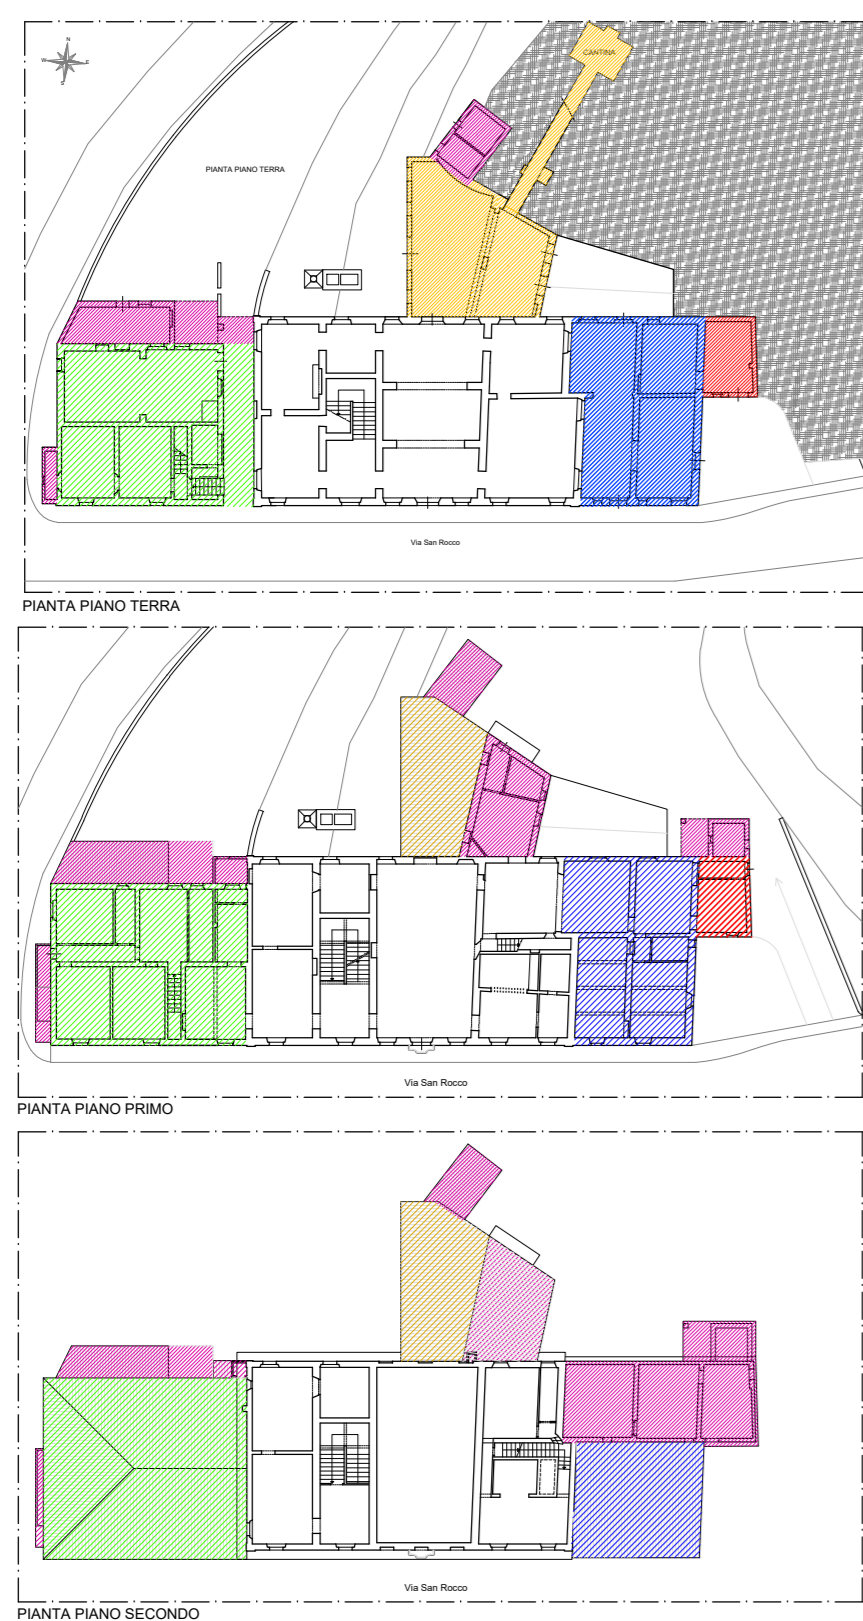 N
W
E
S
CANTINA
PIANTA PIANO TERRA
Via San Rocco
PIANTA PIANO TERRA
Via San Rocco
PIANTA PIANO PRIMO
Via San Rocco
PIANTA PIANO SECONDO